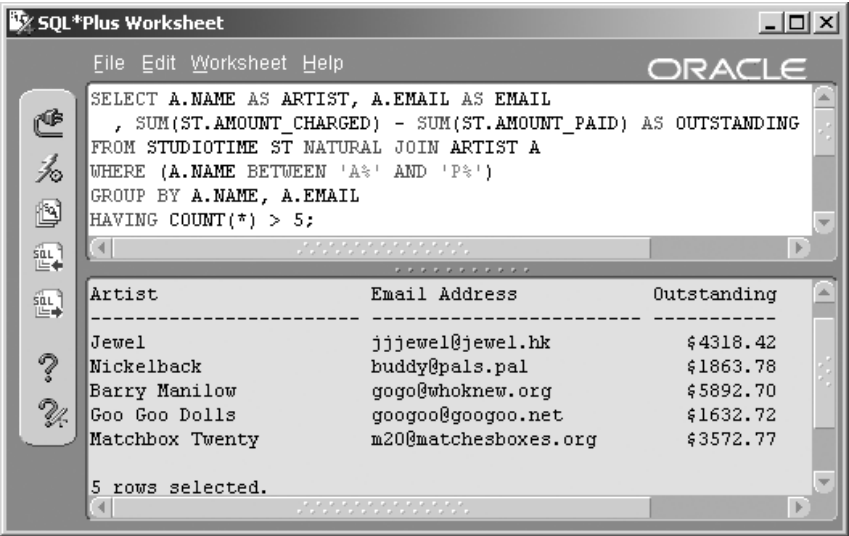 SQL*Plus Worksheet
File Edit Worksheet Help
ORACLE
SELECT A.NAME AS ARTIST, A.EMAIL AS EMAIL
, SUM(ST.AMOUNT_CHARGED) - SUM(ST.AMOUNT_PAID) AS OUTSTANDING
FROM STUDIOTIME ST NATURAL JOIN ARTIST A
WHERE (A.NAME BETWEEN 'A%' AND 'P%')
GROUP BY A.NAME, A.EMAIL
HAVING COUNT(*) > 5;
SQL
SQL
Artist Email Address Outstanding
------------------------- ------------------------- -----------
Jewel jjjewel@jewel.hk $4318.42
Nickelback buddy@pals.pal $1863.78
Barry Manilow gogo@whoknew.org $5892.70
Goo Goo Dolls googoo@googoo.net $1632.72
Matchbox Twenty m20@matchesboxes.org $3572.77
5 rows selected.